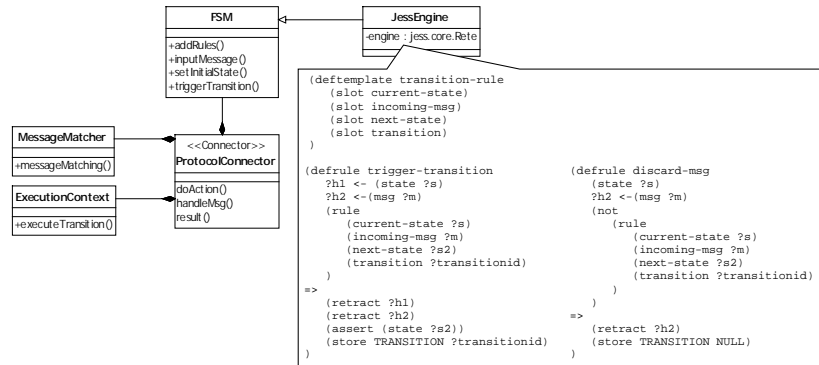 FSM
+addRules()
+inputMessage()
+setInitialState()
+triggerTransition()
JessEngine
-engine : jess.core.Rete
MessageMatcher
+messageMatching()
ExecutionContext
+executeTransition()
<<Connector>>
ProtocolConnector
doAction()
handleMsg()
result()
(deftemplate transition-rule
(slot current-state)
(slot incoming-msg)
(slot next-state)
(slot transition)
)
(defrule trigger-transition
?h1 <- (state ?s)
?h2 <-(msg ?m)
(rule
(current-state ?s)
(incoming-msg ?m)
(next-state ?s2)
(transition ?transitionid)
)
=>
(retract ?h1)
(retract ?h2)
(assert (state ?s2))
(store TRANSITION ?transitionid)
)
(defrule discard-msg
(state ?s)
?h2 <-(msg ?m)
(not
(rule
(current-state ?s)
(incoming-msg ?m)
(next-state ?s2)
(transition ?transitionid)
)
)
=>
(retract ?h2)
(store TRANSITION NULL)
)